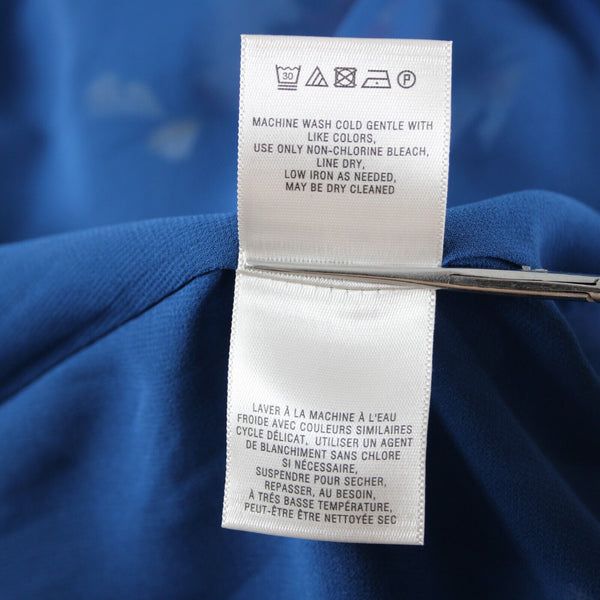 30 P
MACHINE WASH COLD GENTLE WITH
LIKE COLORS,
USE ONLY NON-CHLORINE BLEACH,
LINE DRY,
LOW IRON AS NEEDED,
MAY BE DRY CLEANED
LAVER À LA MACHINE À L'EAU
FROIDE AVEC COULEURS SIMILAIRES
CYCLE DÉLICAT, UTILISER UN AGENT
DE BLANCHIMENT SANS CHLORE
SI NÉCESSAIRE,
SUSPENDRE POUR SECHER,
REPASSER, AU BESOIN,
À TRÉS BASSE TEMPÉRATURE,
PEUT-ÊTRE ÊTRE NETTOYÉE SEC